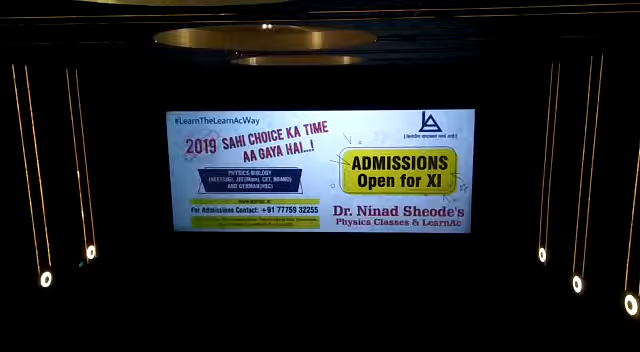 #LearnTheLearnAcWay
2019 SAHI CHOICE KA TIME
AA GAYA HAI..!
PHYSICS-BIOLOGY
(NEET(UG), JEE(Main), CET, BOARD)
AND GERMAN(HSC)
For Admissions Contact: +91 77759 32255
ADMISSIONS
Open for XI
Dr. Ninad Sheode's
Physics Classes & LearnAc